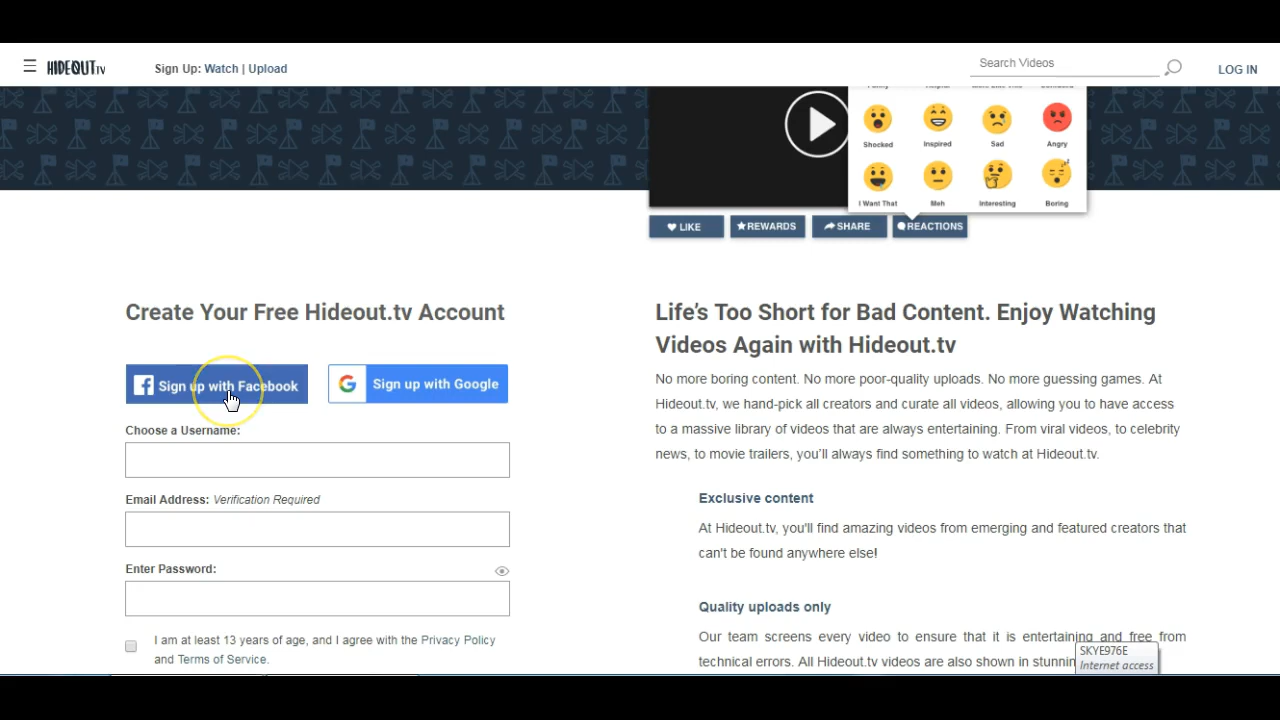 HIDEOUT.TV
Sign Up: Watch | Upload
Search Videos
LOG IN
Shocked
Inspired
Sad
Angry
I Want That
Meh
Interesting
Boring
LIKE
REWARDS
SHARE
REACTIONS
Create Your Free Hideout.tv Account
Sign up with Facebook
Sign up with Google
Choose a Username:
Email Address: Verification Required
Enter Password:
I am at least 13 years of age, and I agree with the Privacy Policy
and Terms of Service.
Life's Too Short for Bad Content. Enjoy Watching
Videos Again with Hideout.tv
No more boring content. No more poor-quality uploads. No more guessing games. At
Hideout.tv, we hand-pick all creators and curate all videos, allowing you to have access
to a massive library of videos that are always entertaining. From viral videos, to celebrity
news, to movie trailers, you'll always find something to watch at Hideout.tv.
Exclusive content
At Hideout.tv, you'll find amazing videos from emerging and featured creators that
can't be found anywhere else!
Quality uploads only
Our team screens every video to ensure that it is entertaining and free from
technical errors. All Hideout.tv videos are also shown in
SKYE976E
Internet access